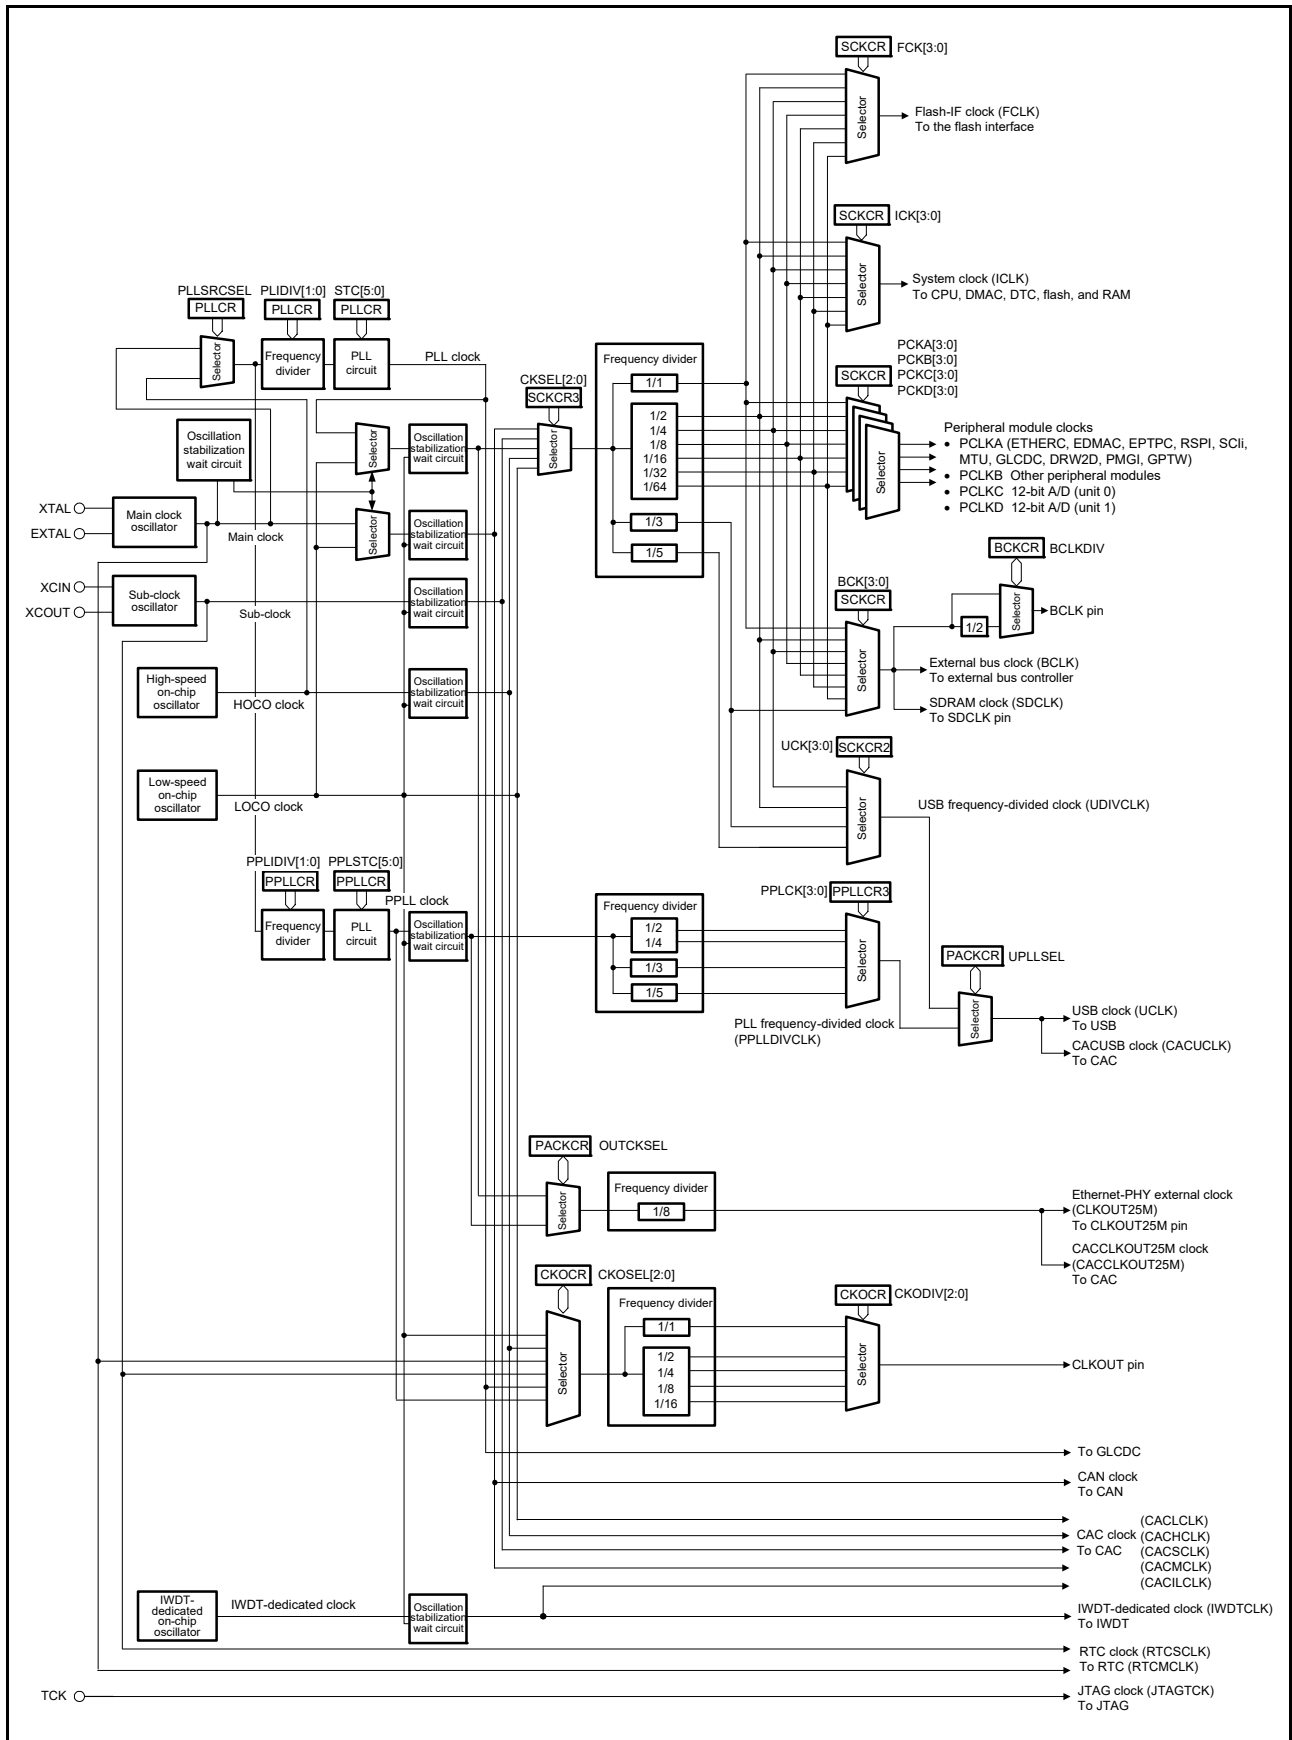 SCKCR FCK[3:0]
Selector
Flash-IF clock (FCLK)
To the flash interface
SCKCR ICK[3:0]
Selector
System clock (ICLK)
To CPU, DMAC, DTC, flash, and RAM
PLLSRCSEL PLIDIV[1:0] STC[5:0]
PLLCR PLLCR PLLCR
Selector
Frequency
divider
PLL
circuit
PLL clock
CKSEL[2:0]
SCKCR3
Selector
Frequency divider
1/1
1/2
1/4
1/8
1/16
1/32
1/64
1/3
1/5
PCKA[3:0]
PCKB[3:0]
PCKC[3:0]
PCKD[3:0]
SCKCR
Selector
Peripheral module clocks
• PCLKA (ETHERC, EDMAC, EPTPC, RSPI, SCIi,
MTU, GLCDC, DRW2D, PMGI, GPTW)
• PCLKB Other peripheral modules
• PCLKC 12-bit A/D (unit 0)
• PCLKD 12-bit A/D (unit 1)
Oscillation
stabilization
wait circuit
Selector
Oscillation
stabilization
wait circuit
XTAL
EXTAL
Main clock
oscillator
Main clock
Selector
Oscillation
stabilization
wait circuit
XCIN
XCOUT
Sub-clock
oscillator
Sub-clock
Oscillation
stabilization
wait circuit
BCKCR BCLKDIV
Selector
1/2
BCLK pin
BCK[3:0]
SCKCR
Selector
External bus clock (BCLK)
To external bus controller
SDRAM clock (SDCLK)
To SDCLK pin
High-speed
on-chip
oscillator
HOCO clock
Oscillation
stabilization
wait circuit
UCK[3:0] SCKCR2
Selector
USB frequency-divided clock (UDIVCLK)
Low-speed
on-chip
oscillator
LOCO clock
PPLIDIV[1:0] PPLSTC[5:0]
PPLLCR PPLLCR
PPLL clock
Frequency
divider
PLL
circuit
Oscillation
stabilization
wait circuit
Frequency divider
1/2
1/4
1/3
1/5
PPLCK[3:0] PPLLCR3
Selector
PLL frequency-divided clock
(PPLLDIVCLK)
PACKCR UPLLSEL
Selector
USB clock (UCLK)
To USB
CACUSB clock (CACUCLK)
To CAC
PACKCR OUTCKSEL
Selector
Frequency divider
1/8
Ethernet-PHY external clock
(CLKOUT25M)
To CLKOUT25M pin
CACCLKOUT25M clock
(CACCLKOUT25M)
To CAC
CKOCR CKOSEL[2:0]
Selector
Frequency divider
1/1
1/2
1/4
1/8
1/16
CKOCR CKODIV[2:0]
Selector
CLKOUT pin
To GLCDC
CAN clock
To CAN
(CACLCLK)
CAC clock (CACHCLK)
To CAC (CACSCLK)
(CACMCLK)
(CACILCLK)
IWDT-
dedicated
on-chip
oscillator
IWDT-dedicated clock
Oscillation
stabilization
wait circuit
IWDT-dedicated clock (IWDTCLK)
To IWDT
RTC clock (RTCSCLK)
To RTC (RTCMCLK)
TCK
JTAG clock (JTAGTCK)
To JTAG